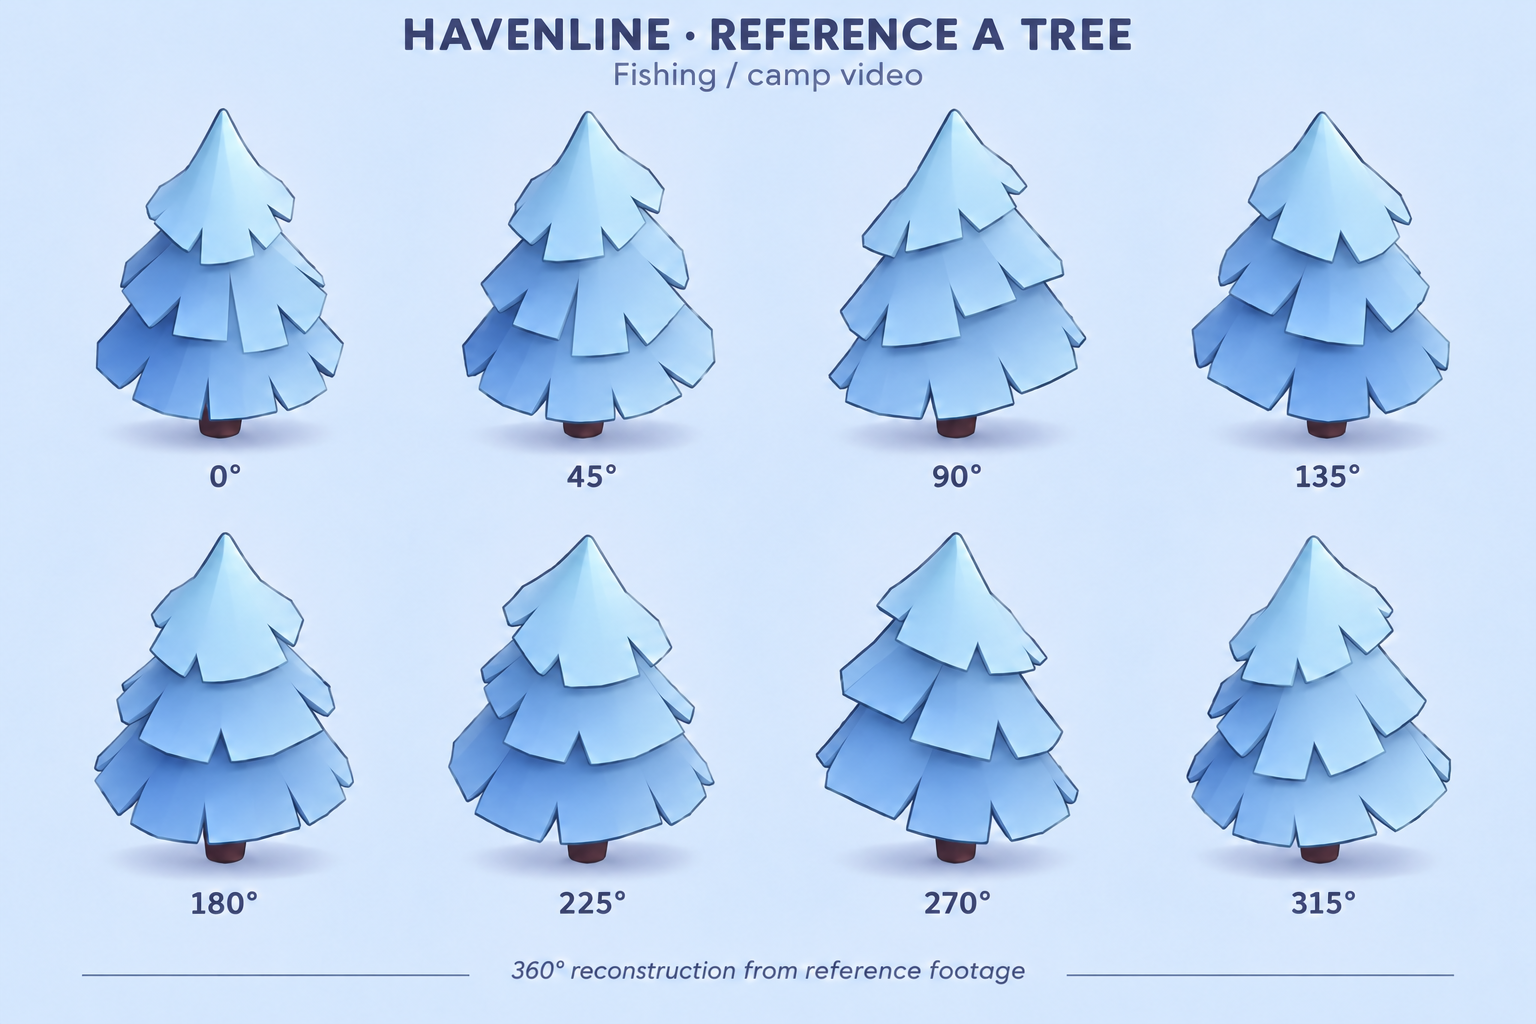 HAVENLINE · REFERENCE A TREE
Fishing / camp video
0° 45° 90° 135°
180° 225° 270° 315°
360° reconstruction from reference footage